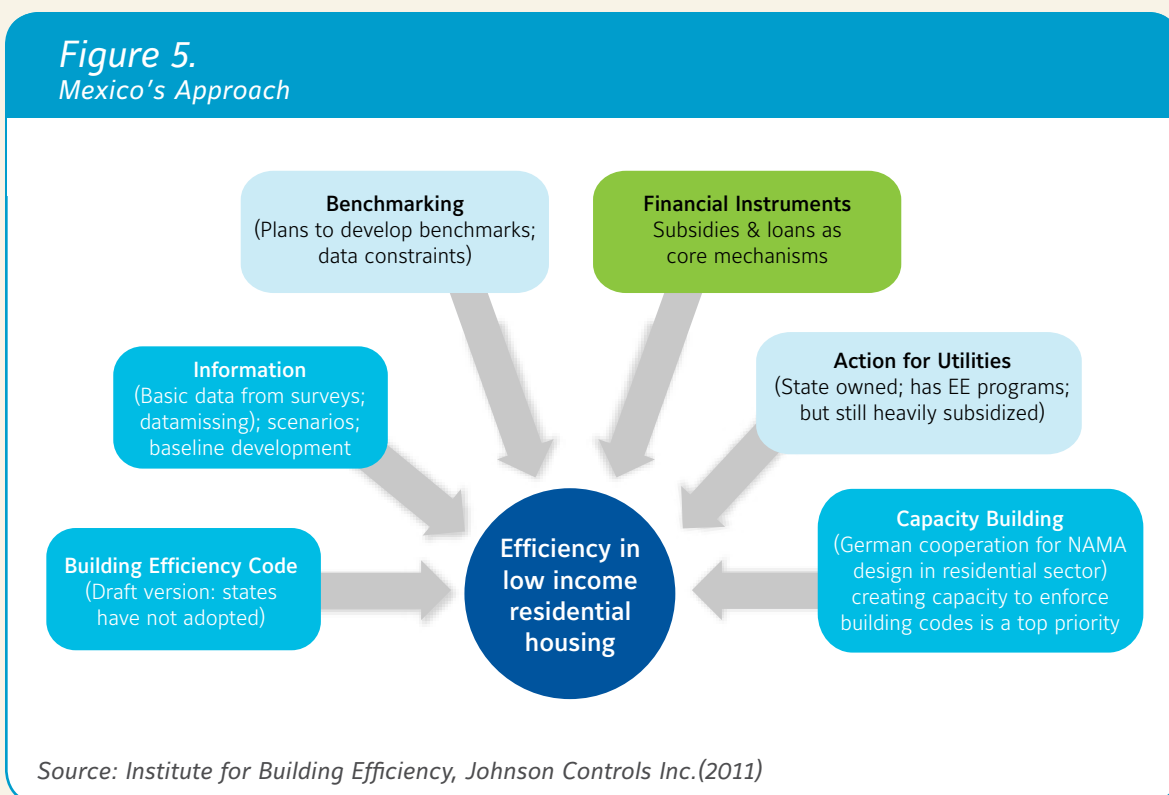 Figure 5.
Mexico's Approach
Benchmarking
(Plans to develop benchmarks;
data constraints)
Financial Instruments
Subsidies & loans as
core mechanisms
Information
(Basic data from surveys;
datamissing); scenarios;
baseline development
Action for Utilities
(State owned; has EE programs;
but still heavily subsidized)
Building Efficiency Code
(Draft version: states
have not adopted)
Efficiency in
low income
residential
housing
Capacity Building
(German cooperation for NAMA
design in residential sector)
creating capacity to enforce
building codes is a top priority
Source: Institute for Building Efficiency, Johnson Controls Inc.(2011)